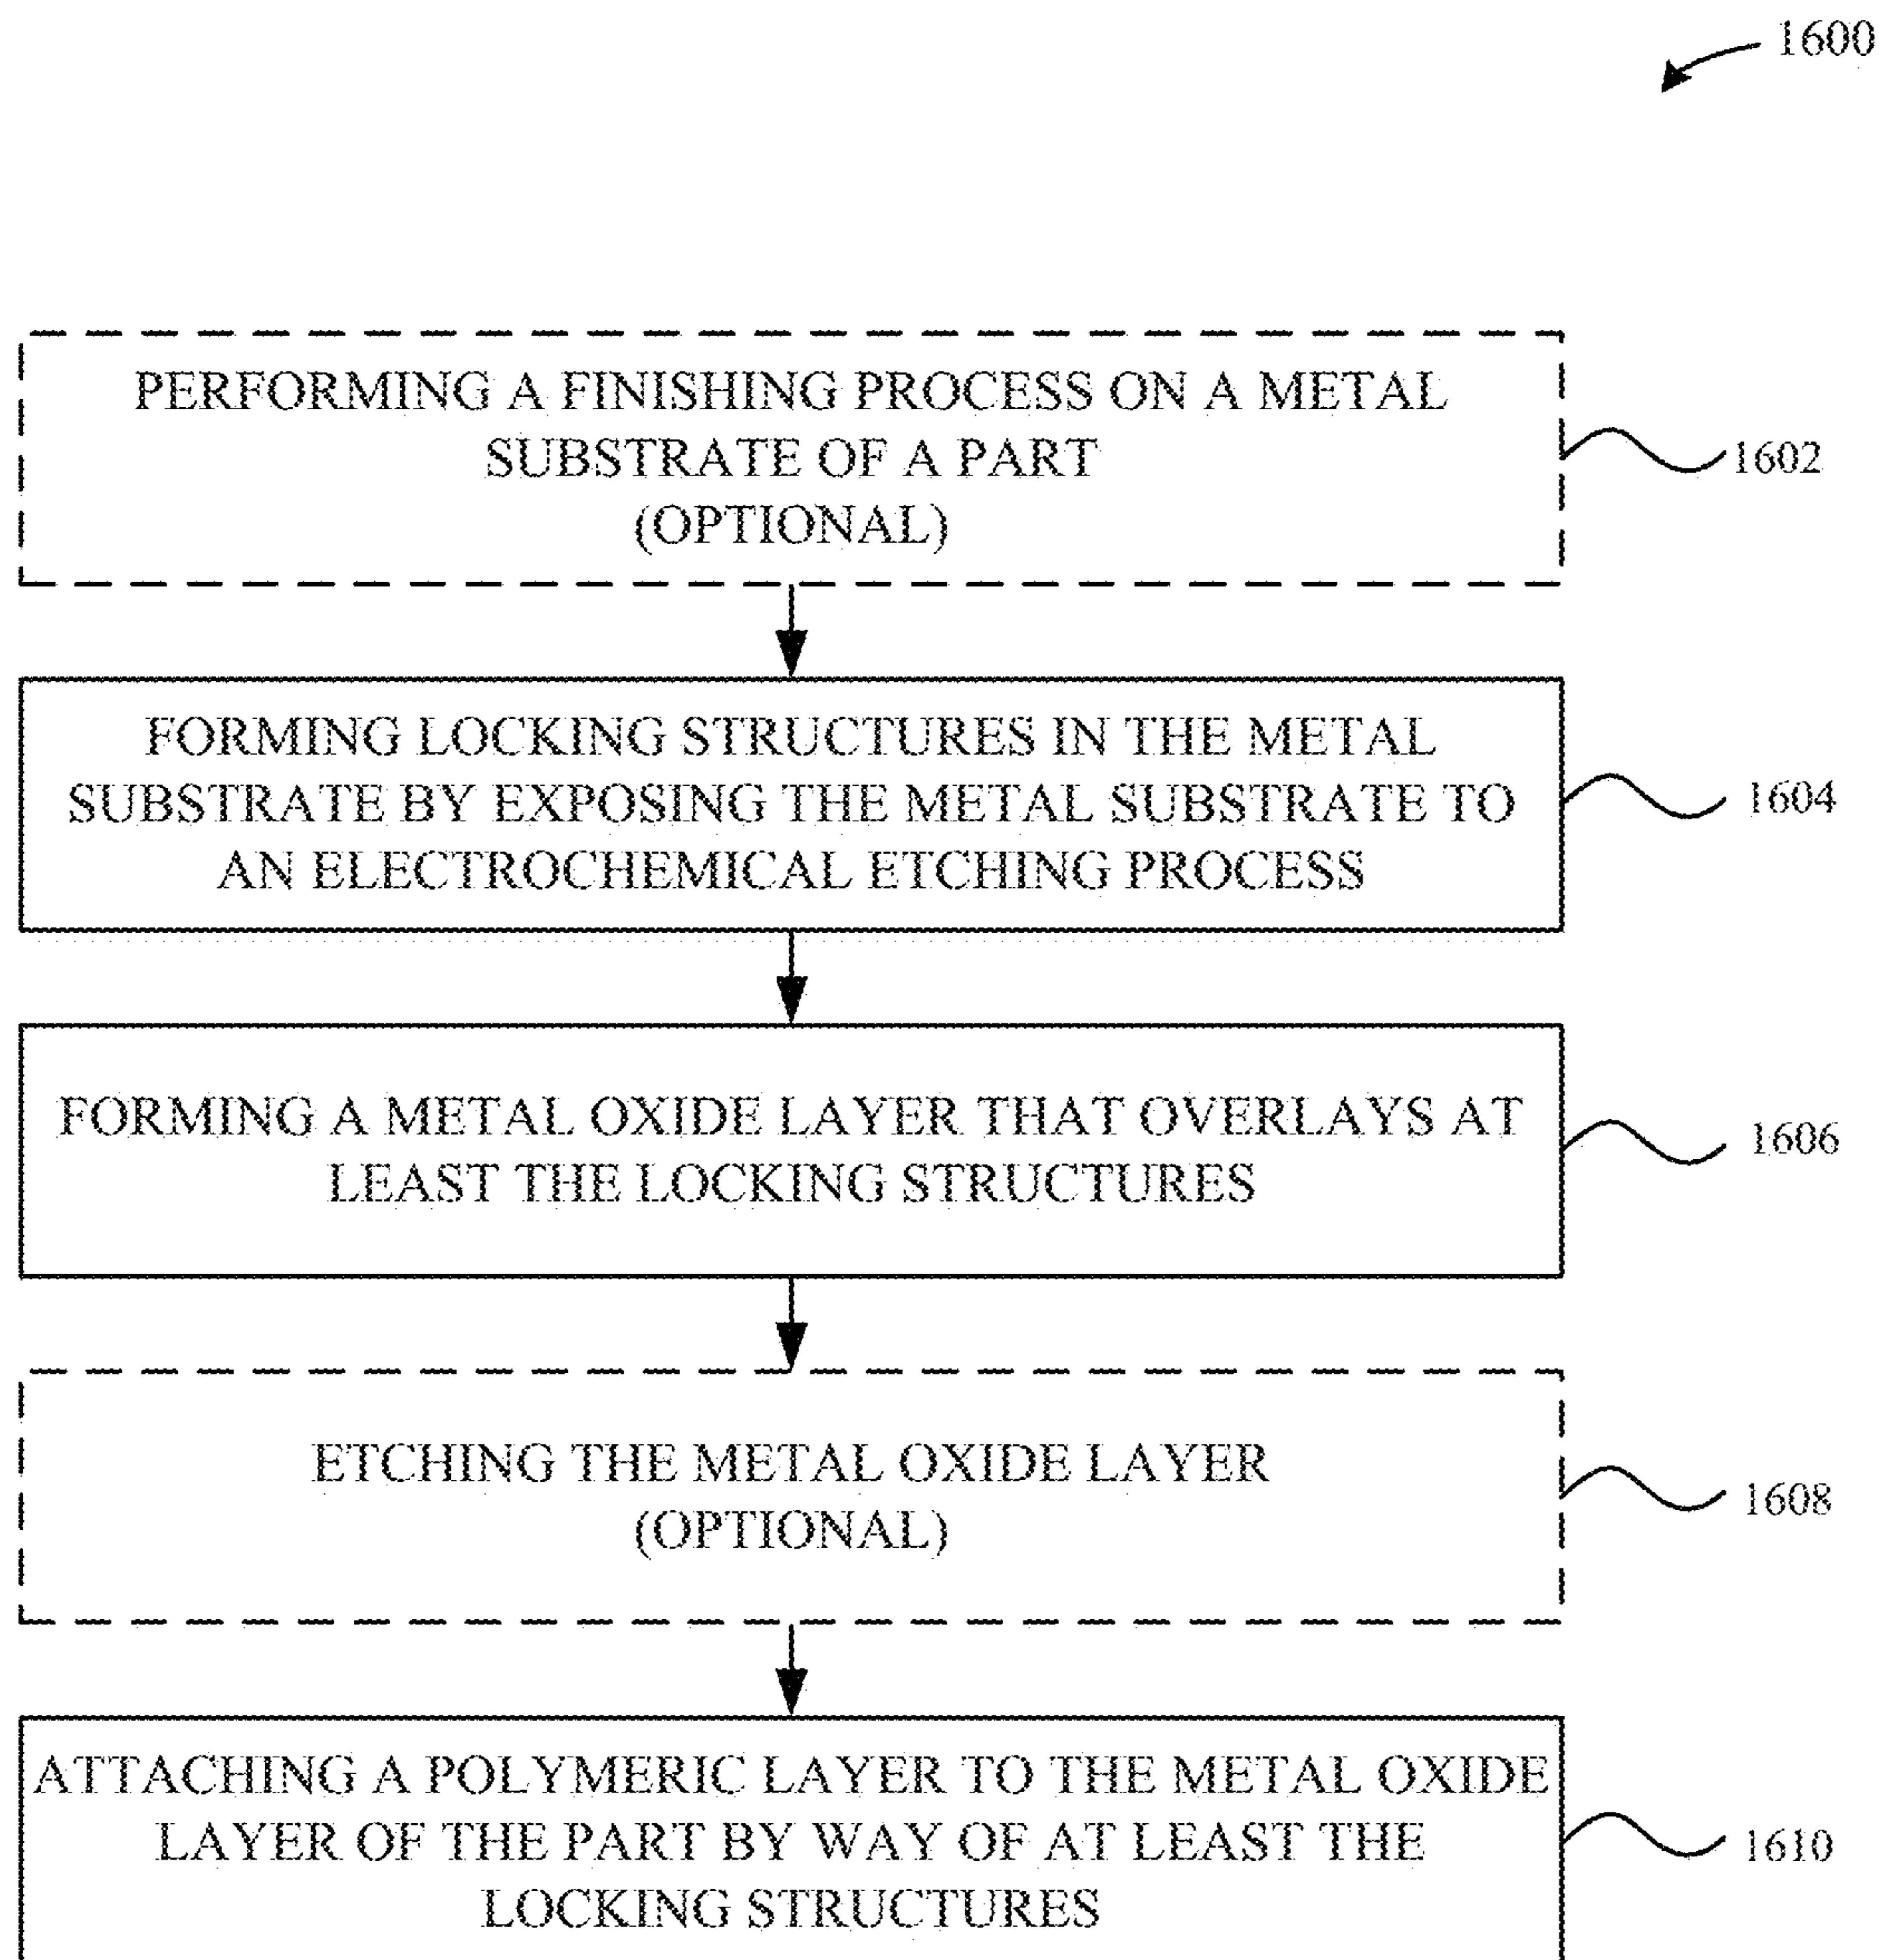 1600
PERFORMING A FINISHING PROCESS ON A METAL
SUBSTRATE OF A PART
(OPTIONAL)
1602
FORMING LOCKING STRUCTURES IN THE METAL
SUBSTRATE BY EXPOSING THE METAL SUBSTRATE TO
AN ELECTROCHEMICAL ETCHING PROCESS
1604
FORMING A METAL OXIDE LAYER THAT OVERLAYS AT
LEAST THE LOCKING STRUCTURES
1606
ETCHING THE METAL OXIDE LAYER
(OPTIONAL)
1608
ATTACHING A POLYMERIC LAYER TO THE METAL OXIDE
LAYER OF THE PART BY WAY OF AT LEAST THE
LOCKING STRUCTURES
1610